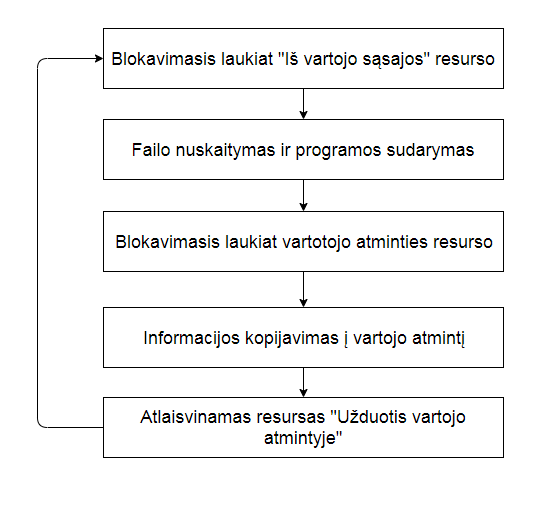 Blokavimasis laukiat "Iš vartojo sąsajos" resurso
Failo nuskaitymas ir programos sudarymas
Blokavimasis laukiat vartotojo atminties resurso
Informacijos kopijavimas į vartojo atmintį
Atlaisvinamas resursas "Užduotis vartojo
atmintyje"